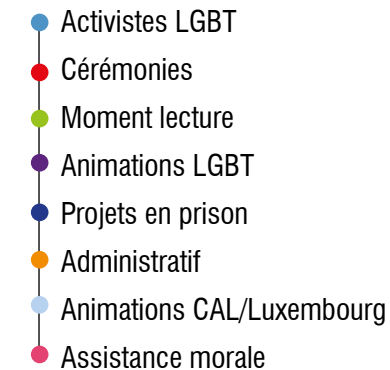 Activistes LGBT
Cérémonies
Moment lecture
Animations LGBT
Projets en prison
Administratif
Animations CAL/Luxembourg
Assistance morale